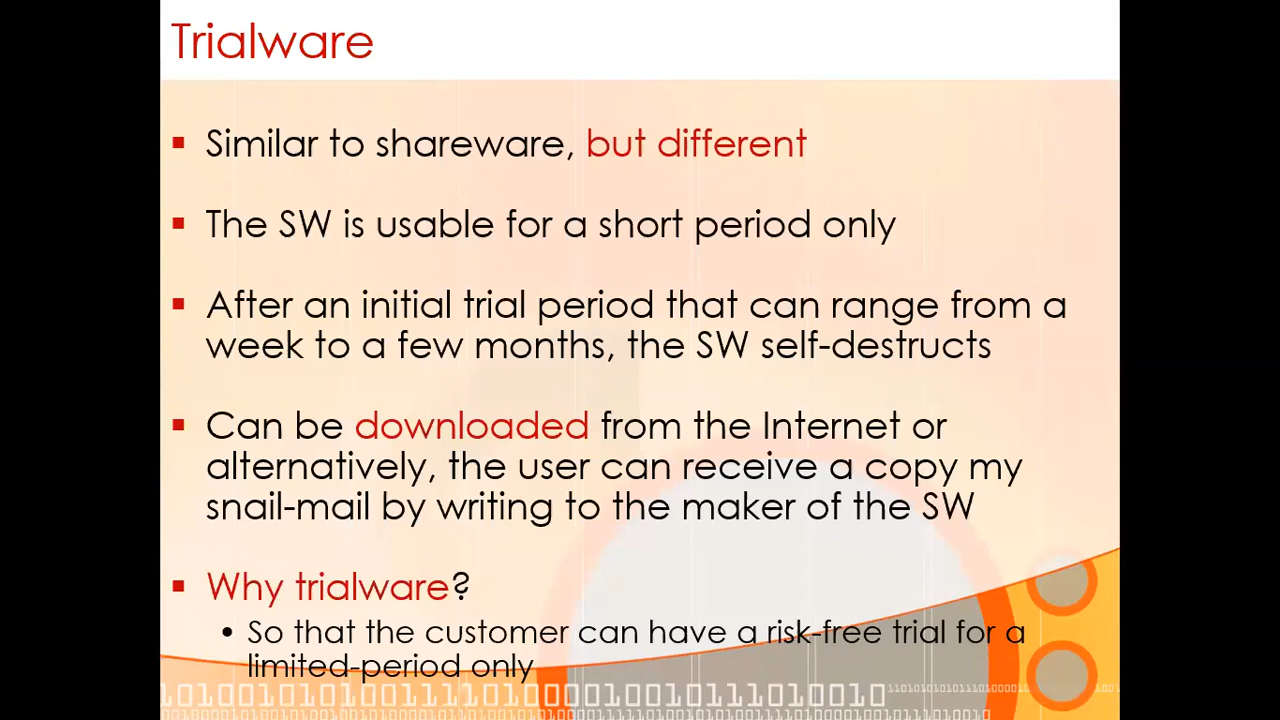 Trialware
▪ Similar to shareware, but different
▪ The SW is usable for a short period only
▪ After an initial trial period that can range from a
week to a few months, the SW self-destructs
▪ Can be downloaded from the Internet or
alternatively, the user can receive a copy my
snail-mail by writing to the maker of the SW
▪ Why trialware?
• So that the customer can have a risk-free trial for a
limited-period only